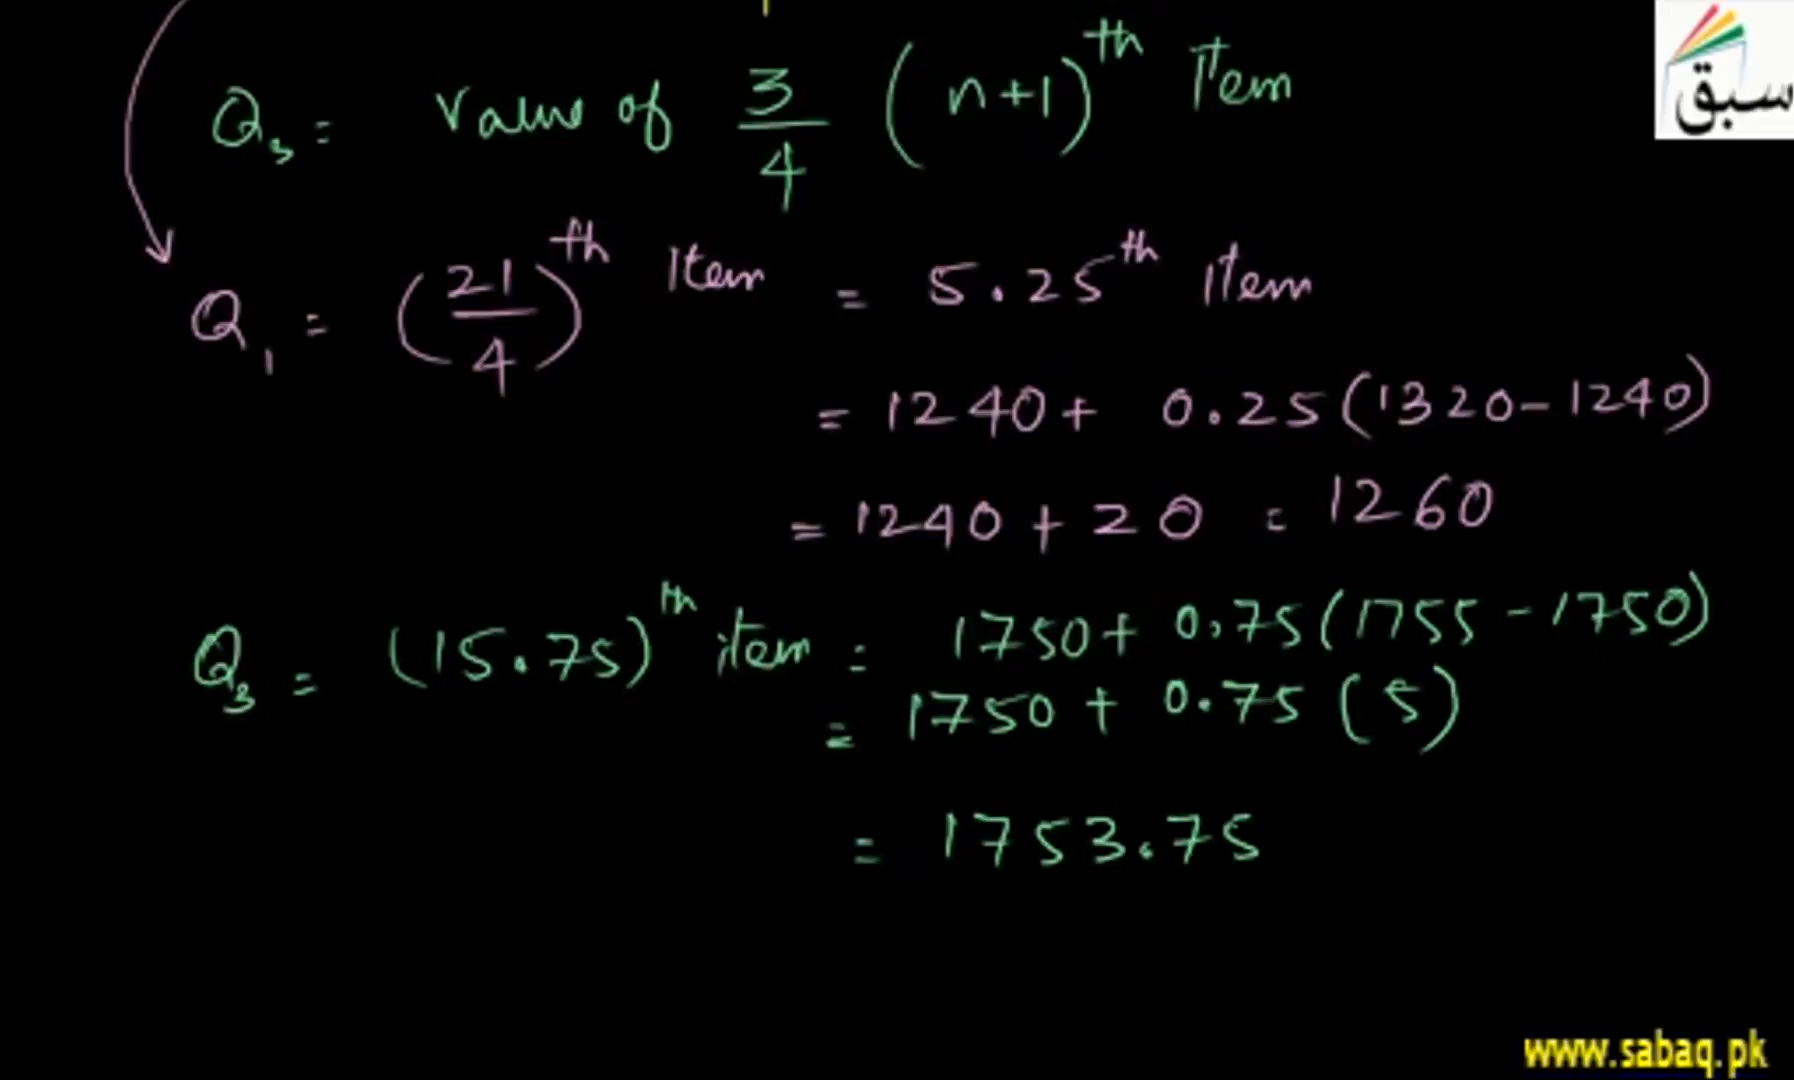 سبق
Q₃ = Value of 3/4 (n+1)ᵗʰ Item
Q₁ = (21/4)ᵗʰ Item = 5.25ᵗʰ Item
= 1240 + 0.25(1320-1240)
= 1240 + 20 = 1260
Q₃ = (15.75)ᵗʰ item = 1750 + 0.75(1755-1750)
= 1750 + 0.75 (5)
= 1753.75
www.sabaq.pk